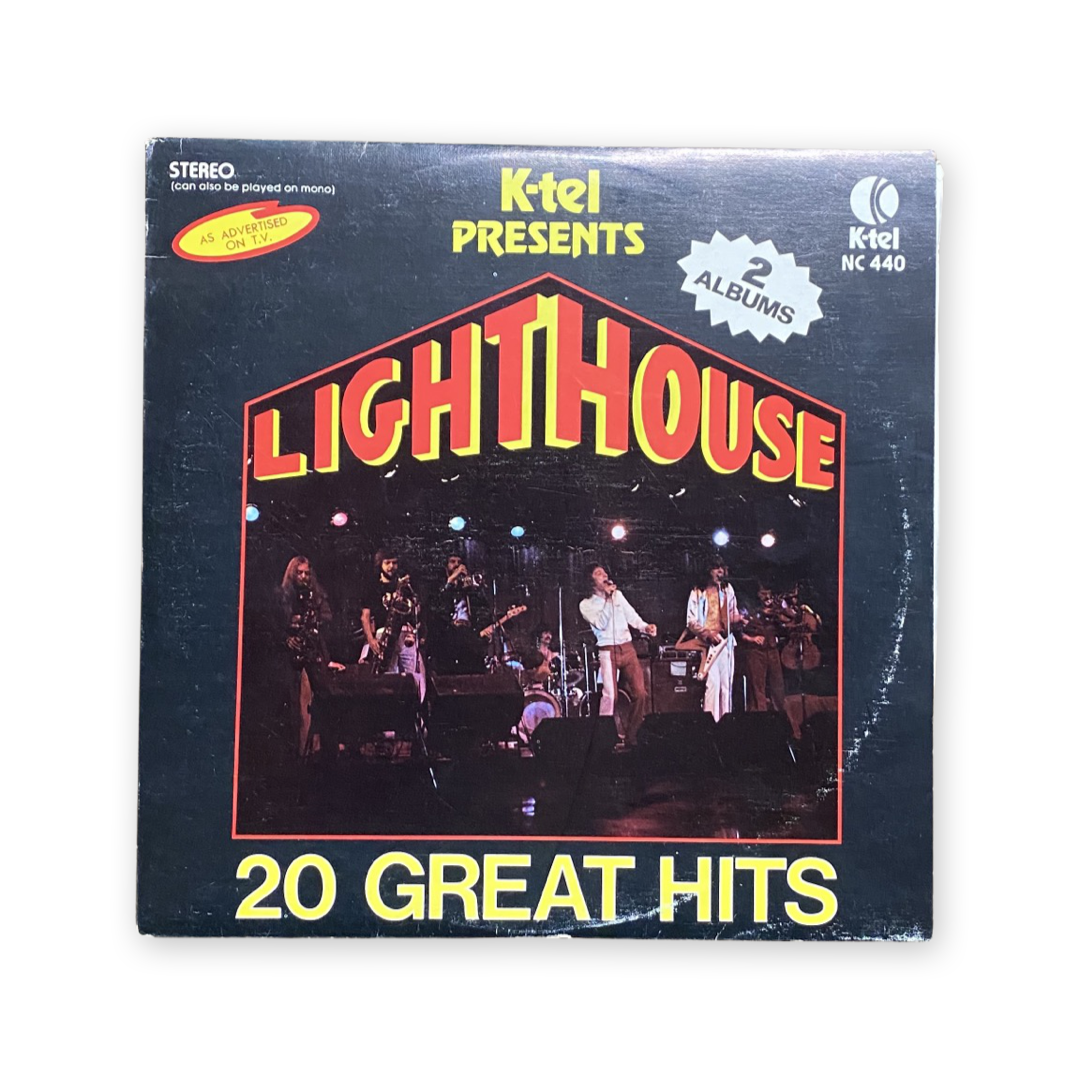 STEREO
(can also be played on mono)
AS ADVERTISED
ON T.V.
K-tel
PRESENTS
K-tel
NC 440
2
ALBUMS
LIGHTHOUSE
20 GREAT HITS